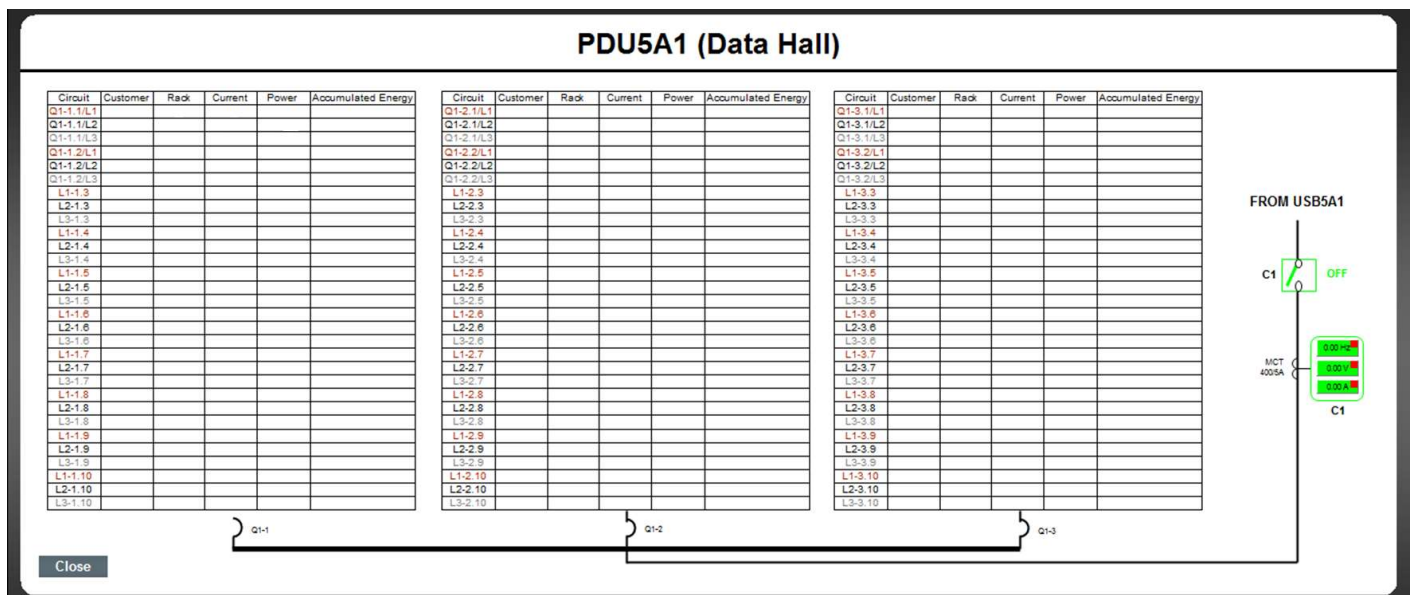 PDU5A1 (Data Hall)
Circuit Customer Rack Current Power Accumulated Energy
Q1-1.1/L1
Q1-1.1/L2
Q1-1.1/L3
Q1-1.2/L1
Q1-1.2/L2
Q1-1.2/L3
L1-1.3
L2-1.3
L3-1.3
L1-1.4
L2-1.4
L3-1.4
L1-1.5
L2-1.5
L3-1.5
L1-1.6
L2-1.6
L3-1.6
L1-1.7
L2-1.7
L3-1.7
L1-1.8
L2-1.8
L3-1.8
L1-1.9
L2-1.9
L3-1.9
L1-1.10
L2-1.10
L3-1.10
Q1-1
Circuit Customer Rack Current Power Accumulated Energy
Q1-2.1/L1
Q1-2.1/L2
Q1-2.1/L3
Q1-2.2/L1
Q1-2.2/L2
Q1-2.2/L3
L1-2.3
L2-2.3
L3-2.3
L1-2.4
L2-2.4
L3-2.4
L1-2.5
L2-2.5
L3-2.5
L1-2.6
L2-2.6
L3-2.6
L1-2.7
L2-2.7
L3-2.7
L1-2.8
L2-2.8
L3-2.8
L1-2.9
L2-2.9
L3-2.9
L1-2.10
L2-2.10
L3-2.10
Q1-2
Circuit Customer Rack Current Power Accumulated Energy
Q1-3.1/L1
Q1-3.1/L2
Q1-3.1/L3
Q1-3.2/L1
Q1-3.2/L2
Q1-3.2/L3
L1-3.3
L2-3.3
L3-3.3
L1-3.4
L2-3.4
L3-3.4
L1-3.5
L2-3.5
L3-3.5
L1-3.6
L2-3.6
L3-3.6
L1-3.7
L2-3.7
L3-3.7
L1-3.8
L2-3.8
L3-3.8
L1-3.9
L2-3.9
L3-3.9
L1-3.10
L2-3.10
L3-3.10
Q1-3
FROM USB5A1
C1 OFF
MCT
400/5A
0.00 Hz
0.00 V
0.00 A
C1
Close